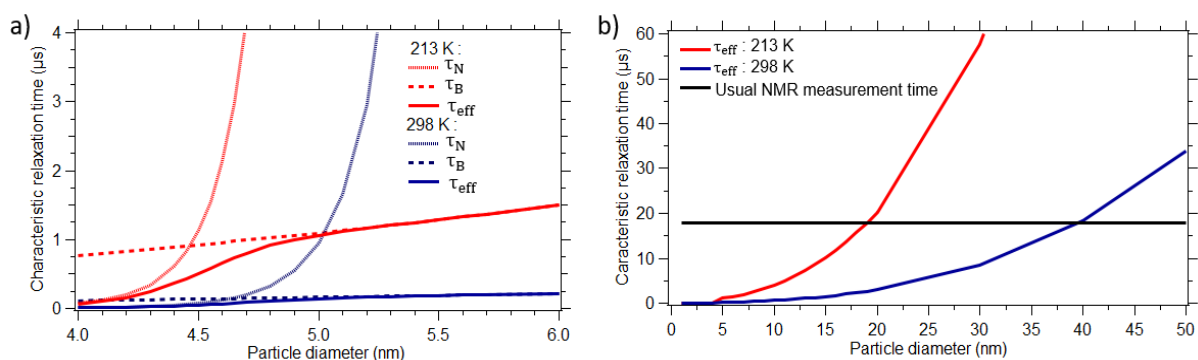 a)
Characteristic relaxation time (µs)
4
3
2
1
0
213 K :
τN
τB
τeff
298 K :
τN
τB
τeff
4.0 4.5 5.0 5.5 6.0
Particle diameter (nm)
b)
Caracteristic relaxation time (µs)
60
50
40
30
20
10
0
τeff : 213 K
τeff : 298 K
Usual NMR measurement time
0 5 10 15 20 25 30 35 40 45 50
Particle diameter (nm)